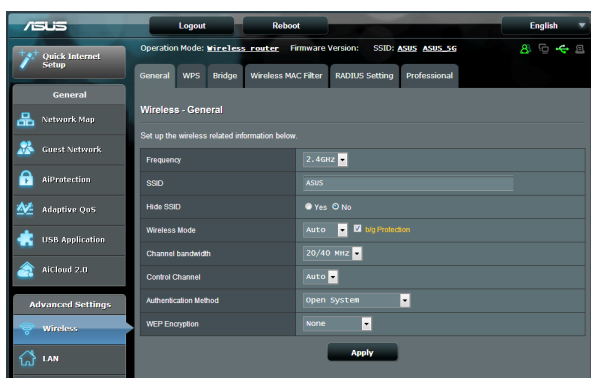 ASUS
Logout
Reboot
English
Quick Internet Setup
Operation Mode: Wireless router Firmware Version: SSID: ASUS ASUS_5G
General WPS Bridge Wireless MAC Filter RADIUS Setting Professional
General
Network Map
Guest Network
AiProtection
Adaptive QoS
USB Application
AiCloud 2.0
Advanced Settings
Wireless
LAN
Wireless - General
Set up the wireless related information below.
Frequency 2.4GHz
SSID ASUS
Hide SSID Yes No
Wireless Mode Auto b/g Protection
Channel bandwidth 20/40 MHz
Control Channel Auto
Authentication Method Open System
WEP Encryption None
Apply